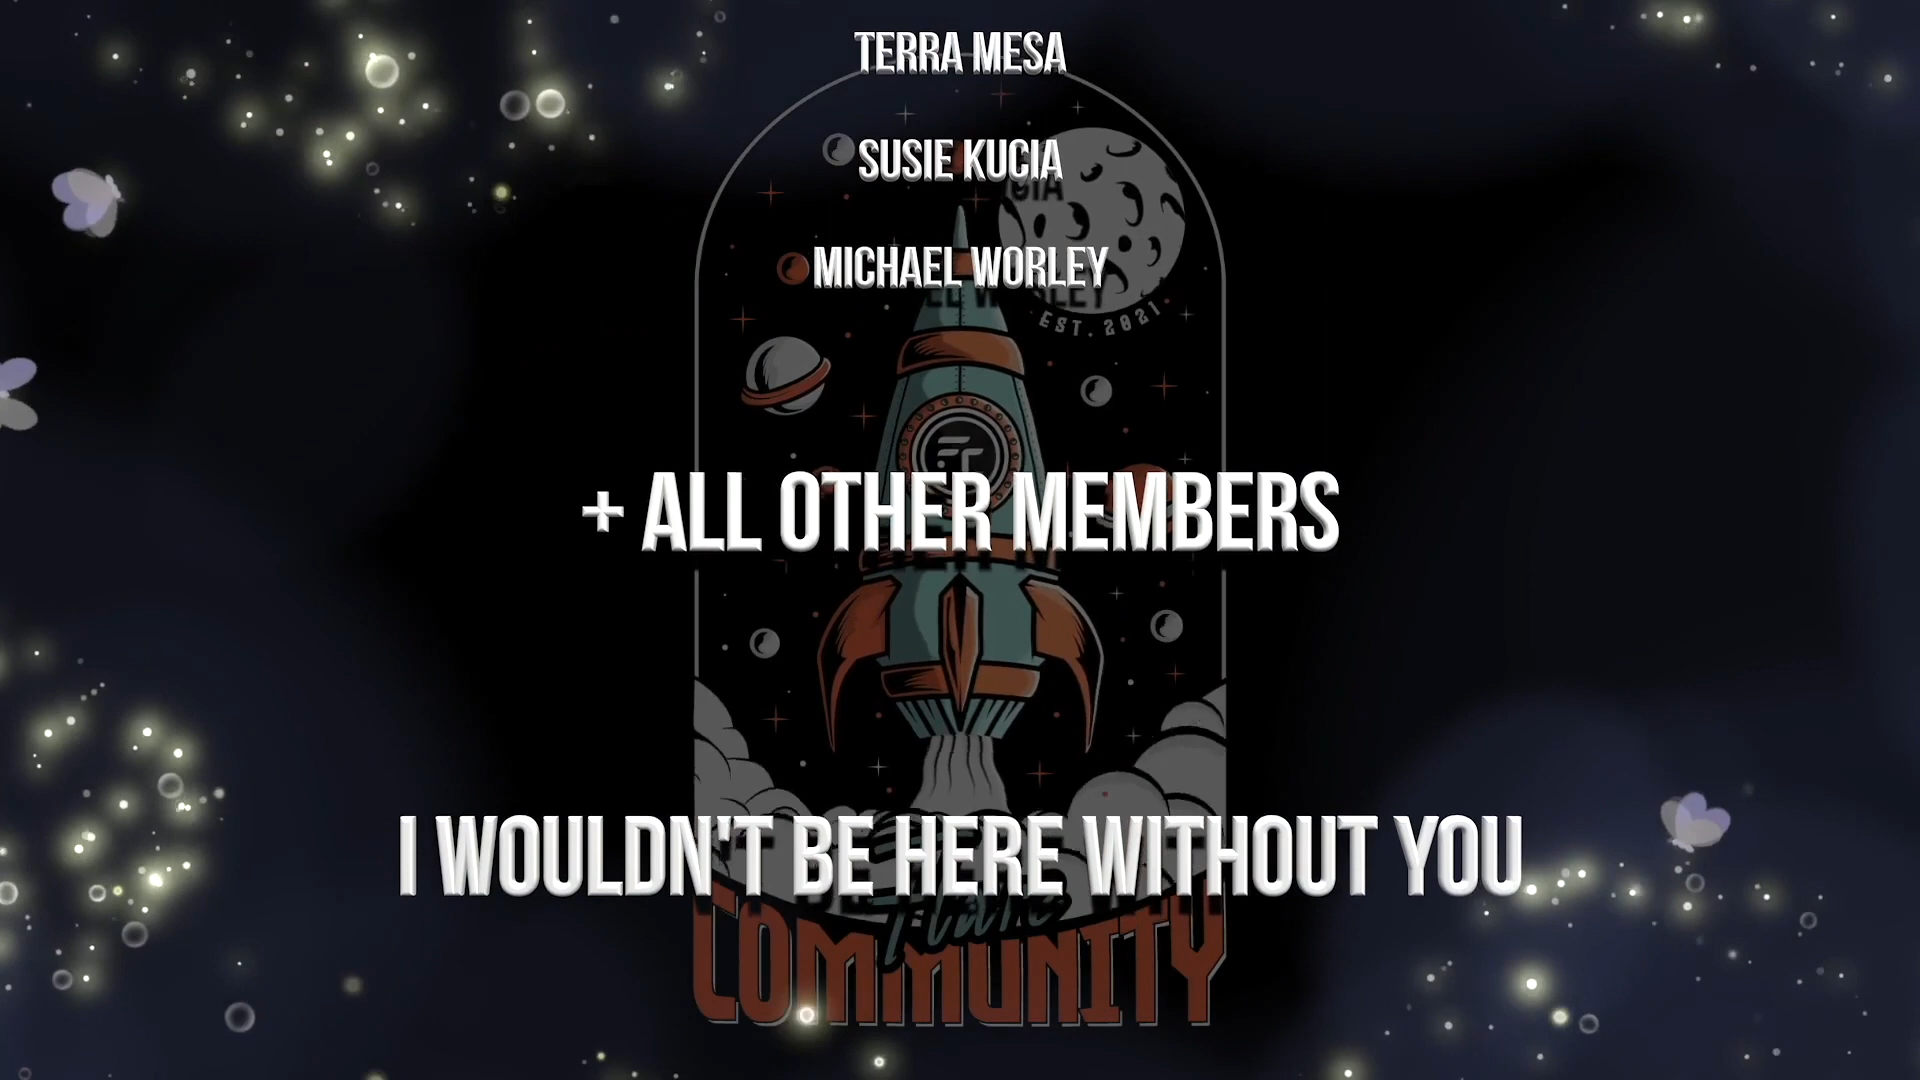 TERRA MESA
SUSIE KUCIA
MICHAEL WORLEY
EST. 2021
+ ALL OTHER MEMBERS
I WOULDN'T BE HERE WITHOUT YOU
COMMUNITY